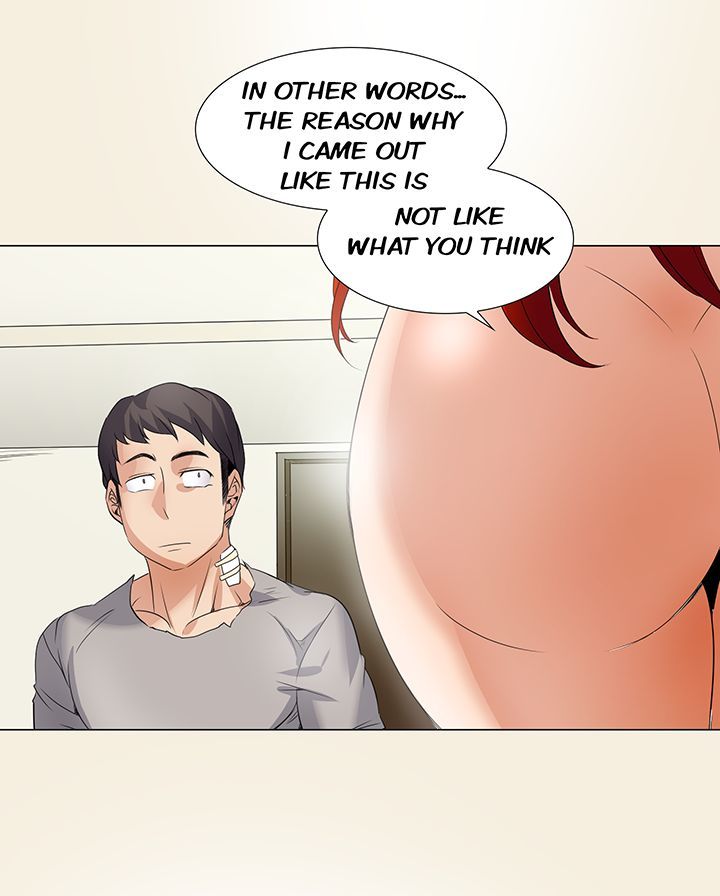 IN OTHER WORDS...
THE REASON WHY
I CAME OUT
LIKE THIS IS
NOT LIKE
WHAT YOU THINK